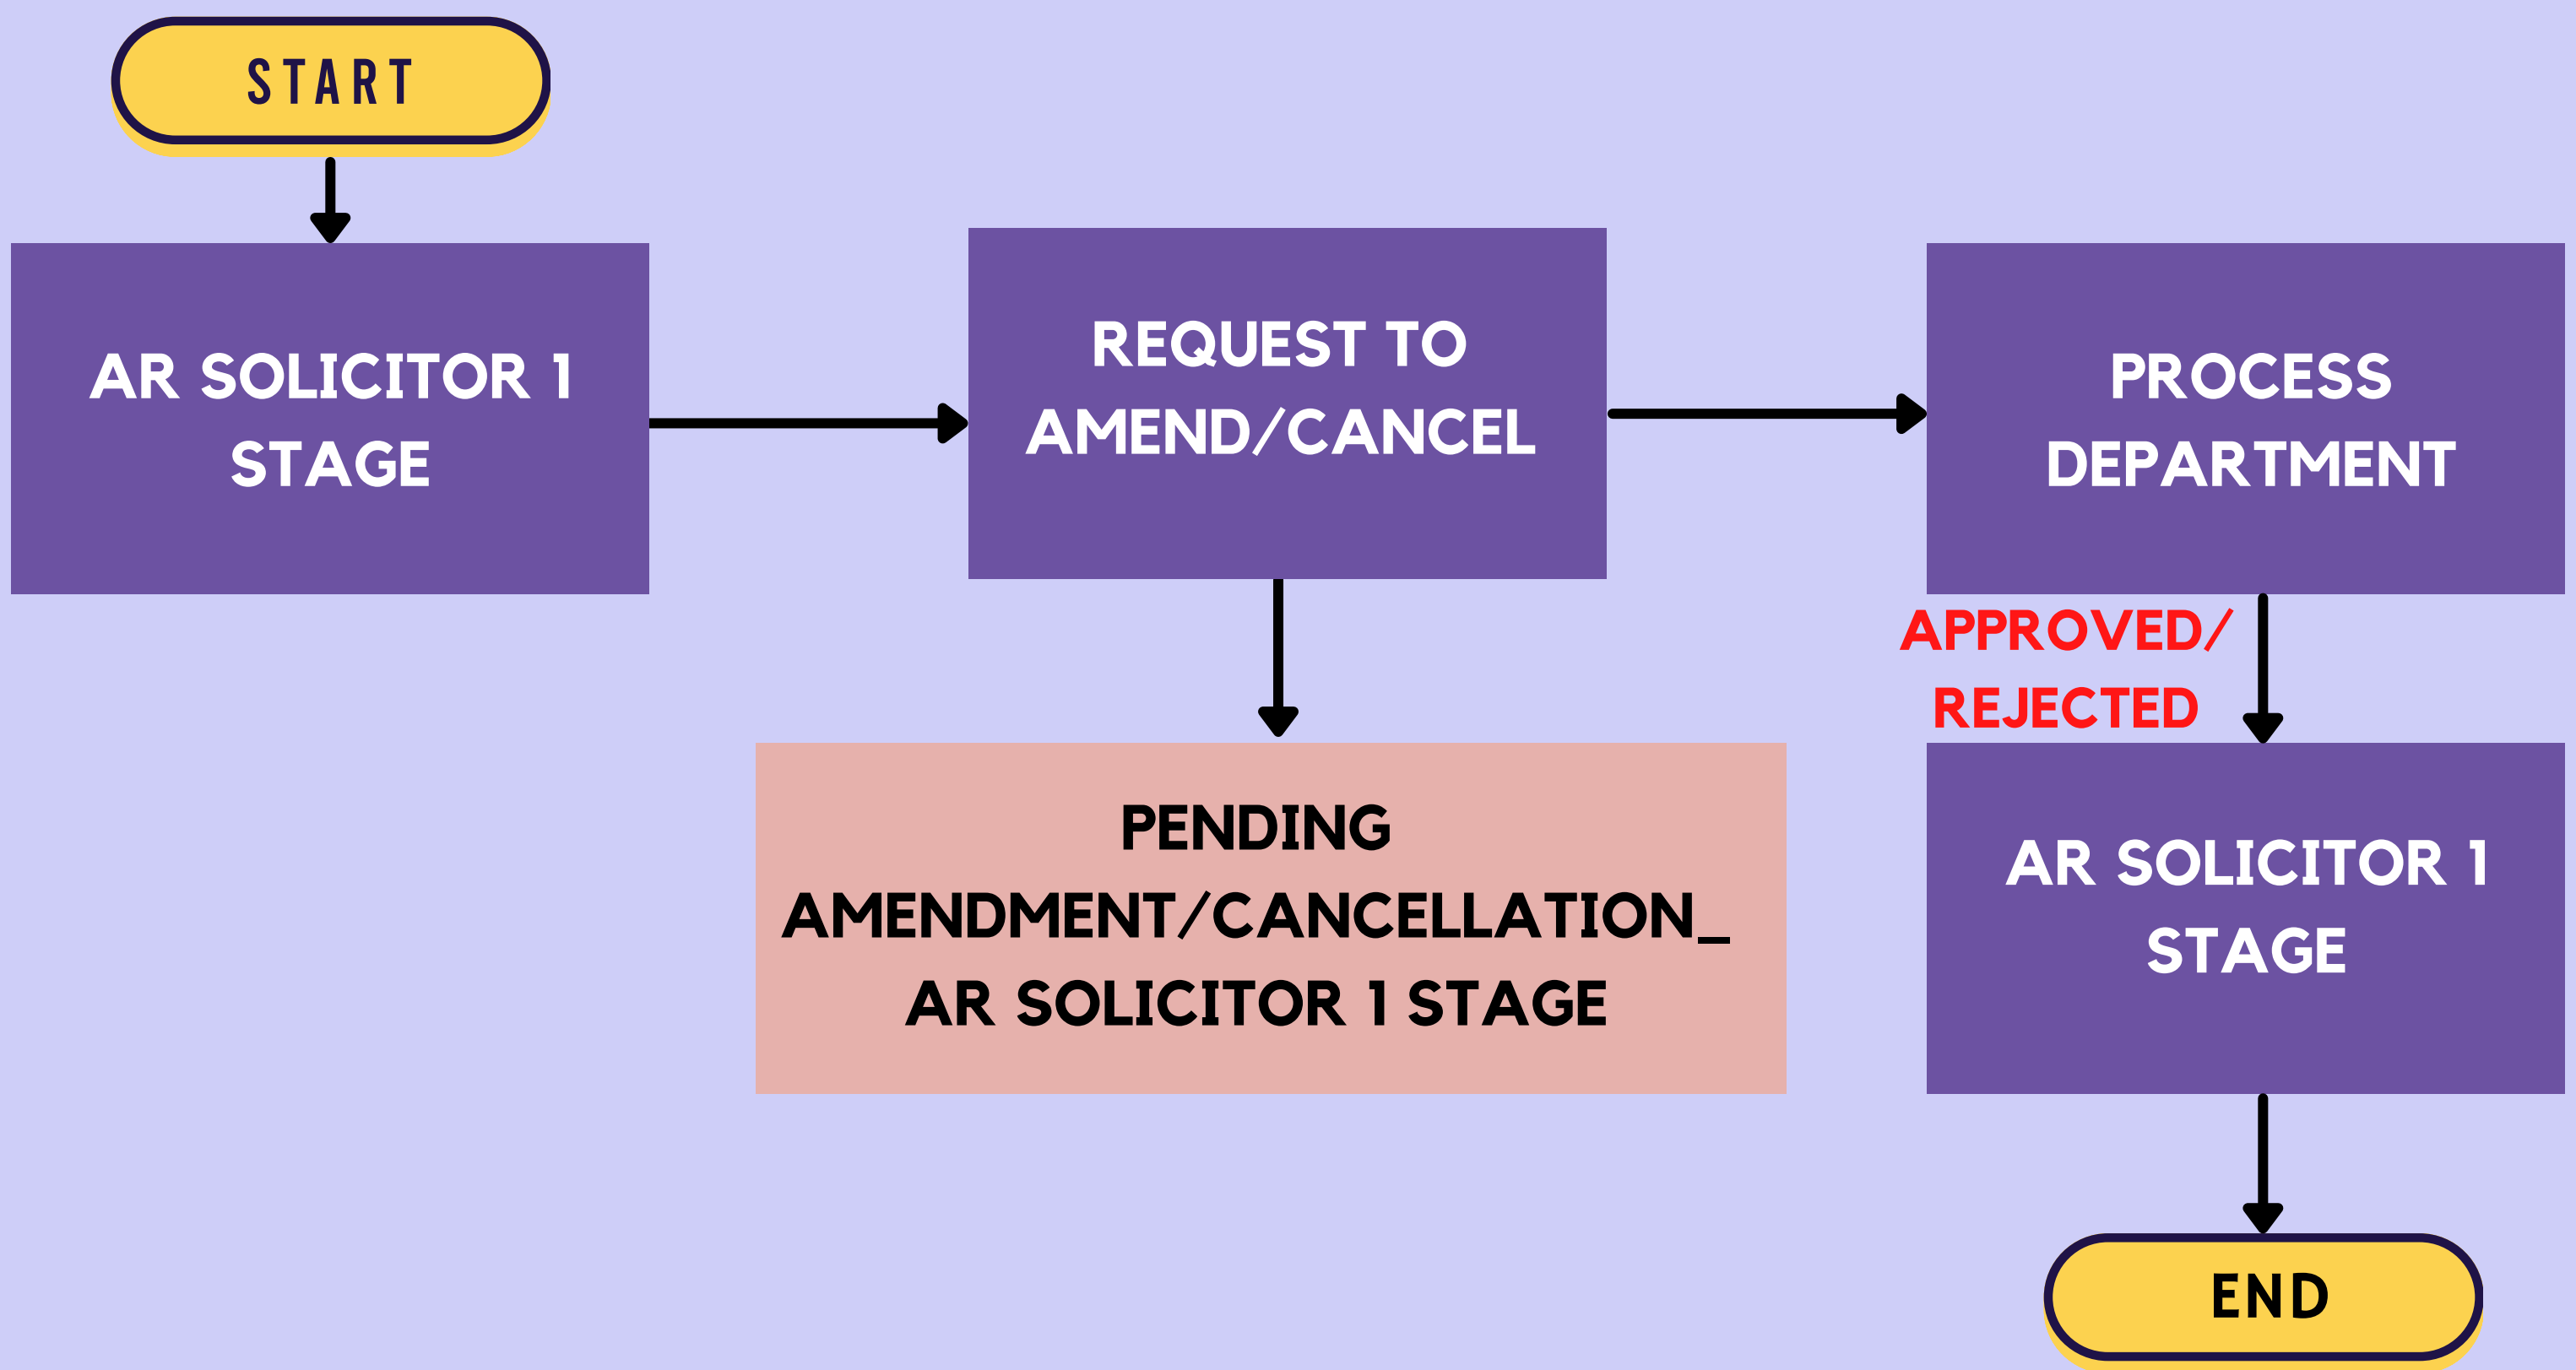 START
AR SOLICITOR 1
STAGE
REQUEST TO
AMEND/CANCEL
PROCESS
DEPARTMENT
APPROVED/
REJECTED
PENDING
AMENDMENT/CANCELLATION_
AR SOLICITOR 1 STAGE
AR SOLICITOR 1
STAGE
END